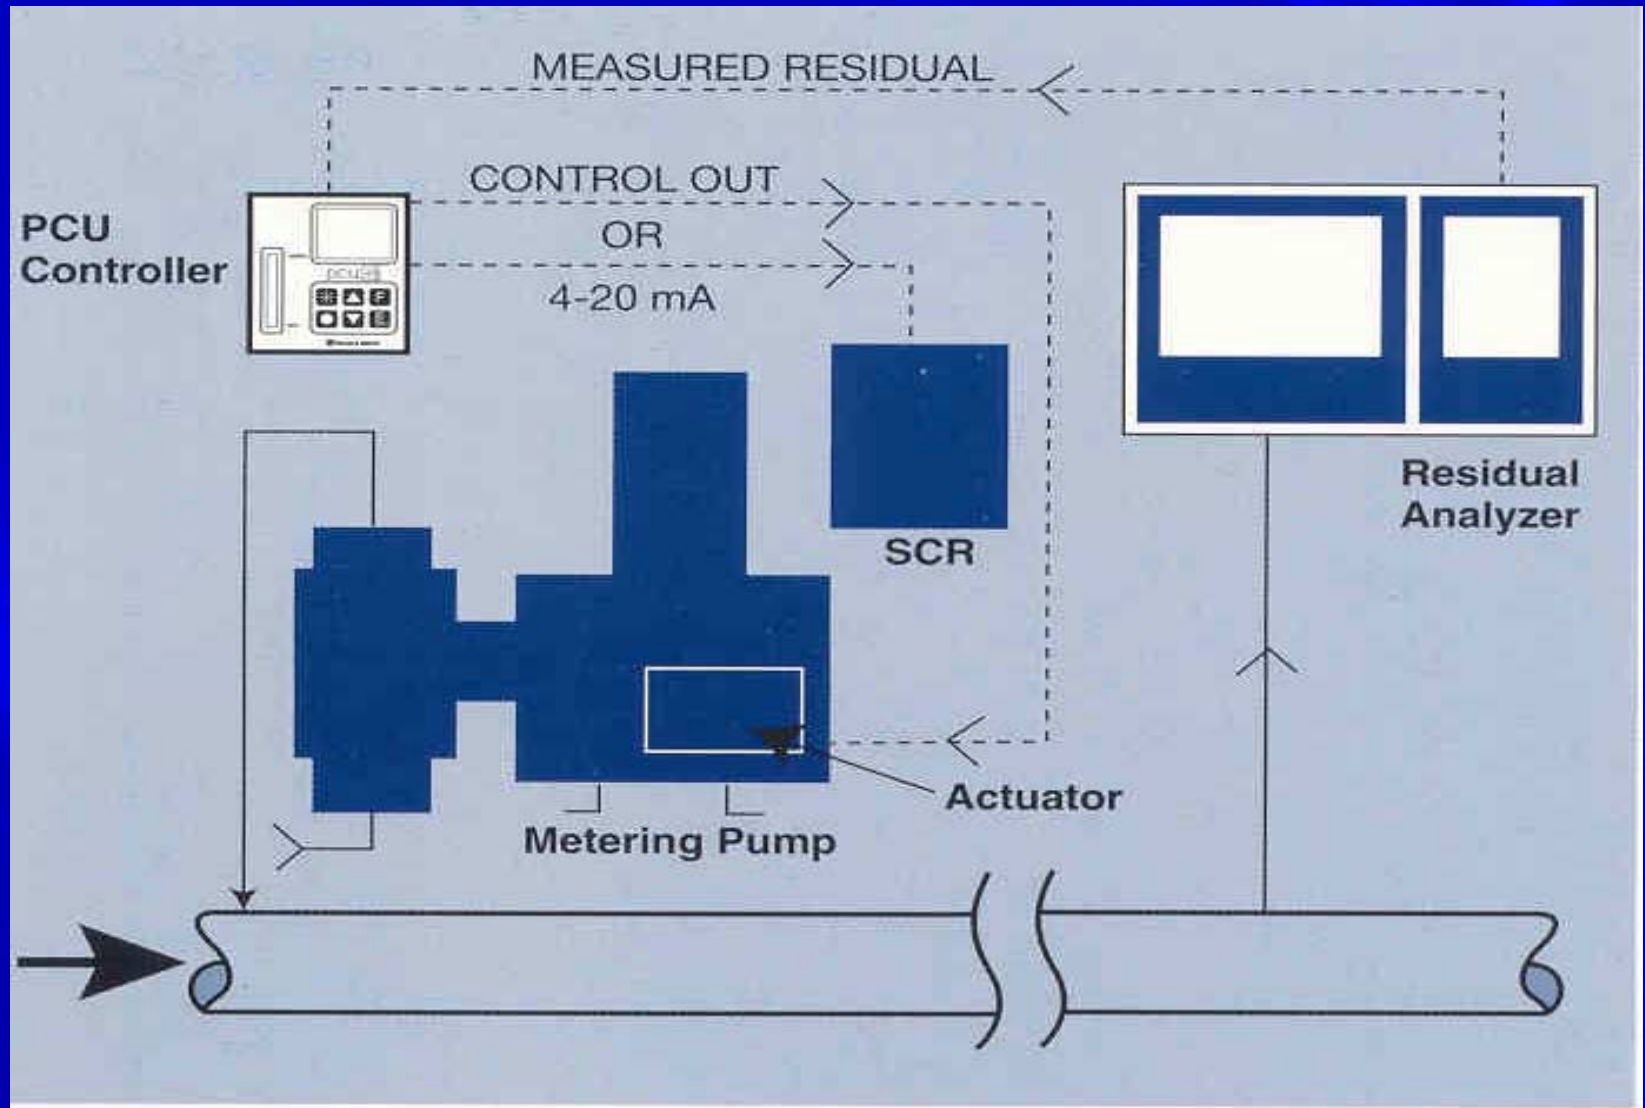 MEASURED RESIDUAL
CONTROL OUT
OR
4-20 mA
PCU
Controller
SCR
Residual
Analyzer
Actuator
Metering Pump